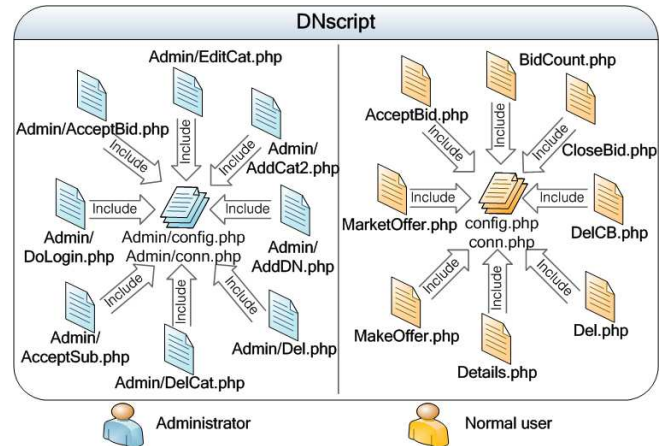 DNscript
Admin/EditCat.php
Admin/AcceptBid.php
Include
Include
Include
Admin/
AddCat2.php
Include
Include
Admin/
DoLogin.php
Admin/config.php
Admin/conn.php
Admin/
AddDN.php
Include
Include
Include
Admin/
AcceptSub.php
Admin/DelCat.php
Admin/Del.php
BidCount.php
AcceptBid.php
Include
Include
Include
CloseBid.php
Include
Include
MarketOffer.php
config.php
conn.php
DelCB.php
Include
Include
Include
MakeOffer.php
Details.php
Del.php
Administrator
Normal user